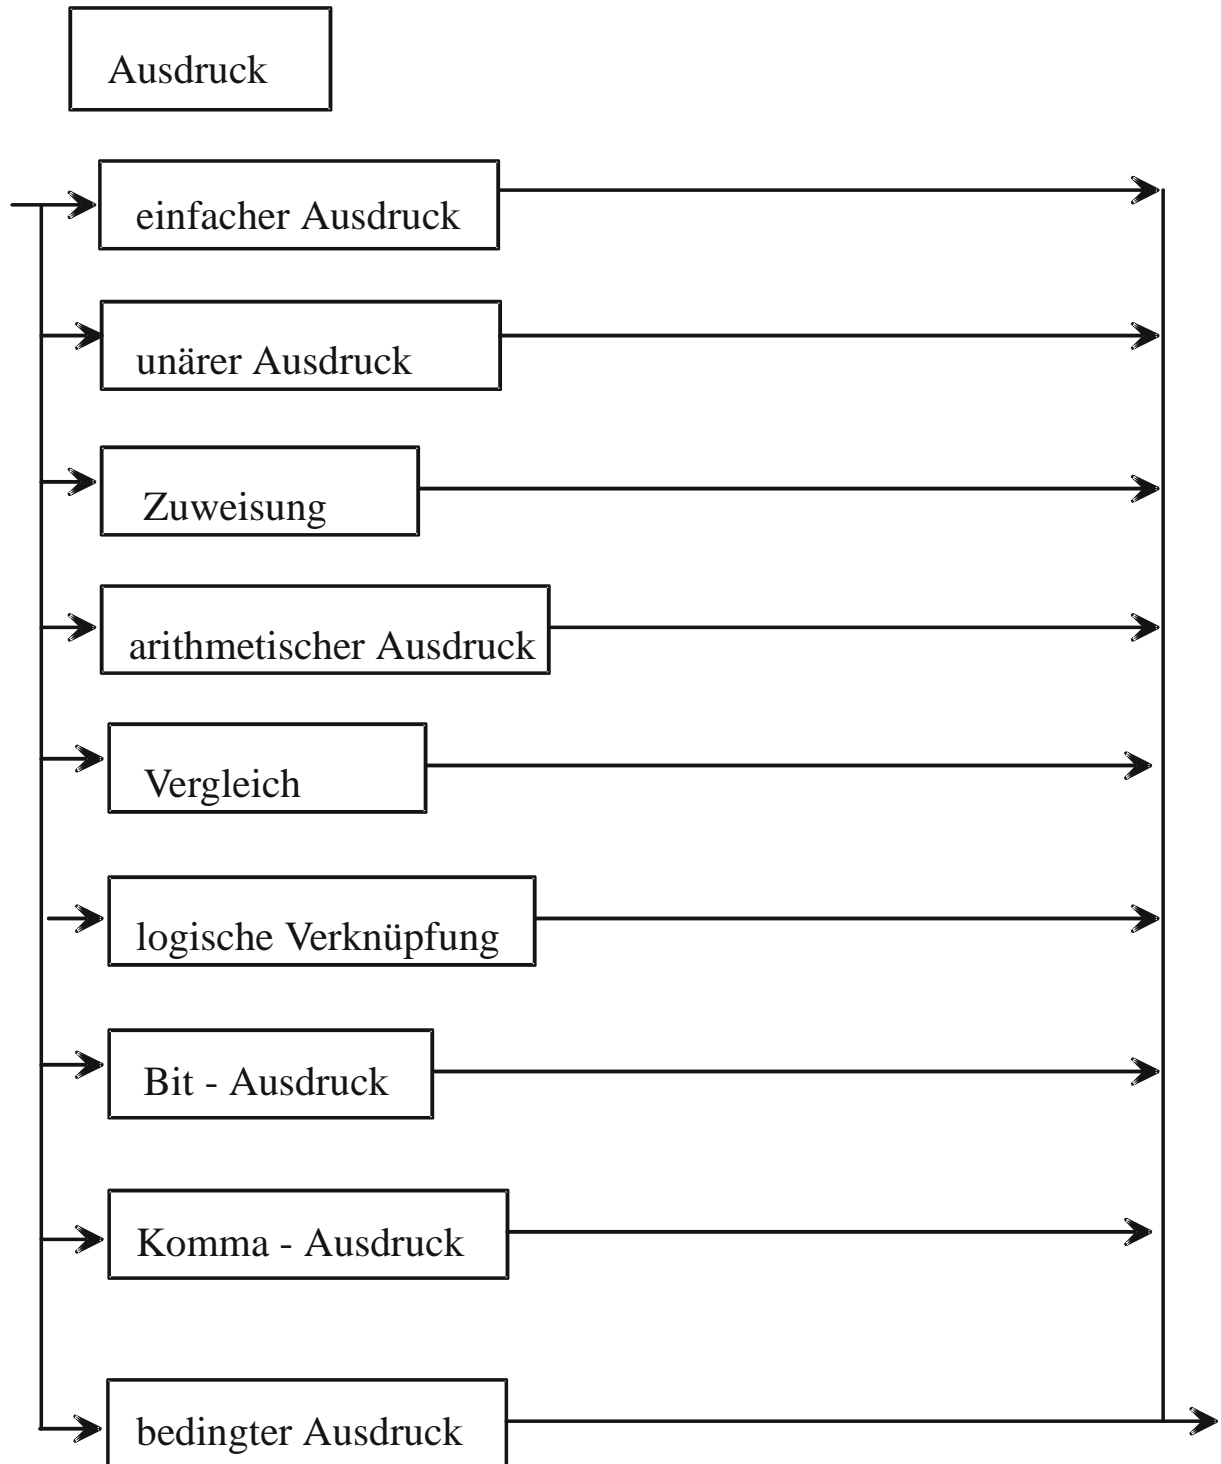 Ausdruck
einfacher Ausdruck
unärer Ausdruck
Zuweisung
arithmetischer Ausdruck
Vergleich
logische Verknüpfung
Bit - Ausdruck
Komma - Ausdruck
bedingter Ausdruck